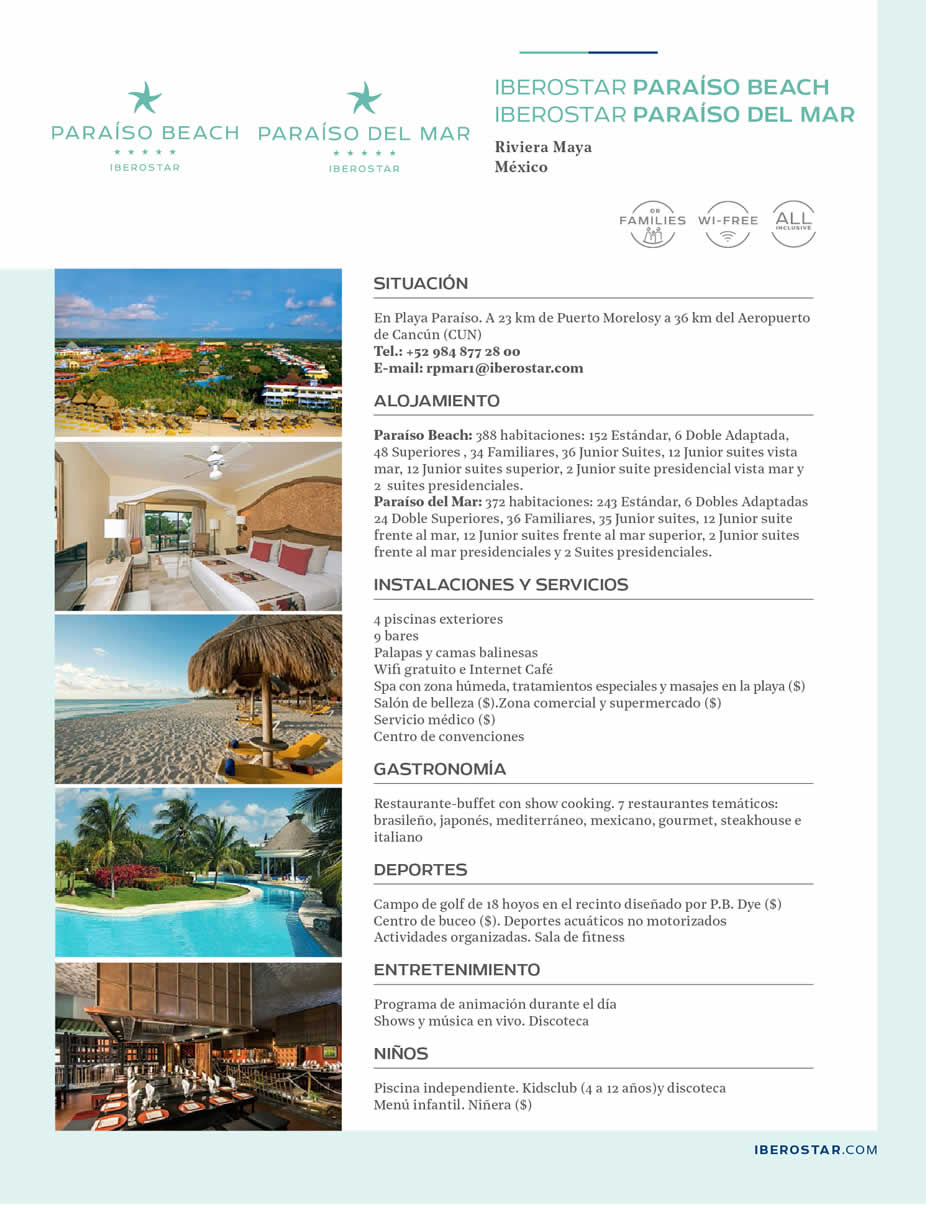 PARAÍSO BEACH
IBEROSTAR
PARAÍSO DEL MAR
IBEROSTAR
IBEROSTAR PARAÍSO BEACH
IBEROSTAR PARAÍSO DEL MAR
Riviera Maya
México
DR
FAMILIES
WI-FREE
ALL
INCLUSIVE
SITUACIÓN
En Playa Paraíso. A 23 km de Puerto Morelosy a 36 km del Aeropuerto
de Cancún (CUN)
Tel.: +52 984 877 28 00
E-mail: rpmar1@iberostar.com
ALOJAMIENTO
Paraíso Beach: 388 habitaciones: 152 Estándar, 6 Doble Adaptada,
48 Superiores , 34 Familiares, 36 Junior Suites, 12 Junior suites vista
mar, 12 Junior suites superior, 2 Junior suite presidencial vista mar y
2 suites presidenciales.
Paraíso del Mar: 372 habitaciones: 243 Estándar, 6 Dobles Adaptadas
24 Doble Superiores, 36 Familiares, 35 Junior suites, 12 Junior suite
frente al mar, 12 Junior suites frente al mar superior, 2 Junior suites
frente al mar presidenciales y 2 Suites presidenciales.
INSTALACIONES Y SERVICIOS
4 piscinas exteriores
9 bares
Palapas y camas balinesas
Wifi gratuito e Internet Café
Spa con zona húmeda, tratamientos especiales y masajes en la playa ($)
Salón de belleza ($).Zona comercial y supermercado ($)
Servicio médico ($)
Centro de convenciones
GASTRONOMÍA
Restaurante-buffet con show cooking. 7 restaurantes temáticos:
brasileño, japonés, mediterráneo, mexicano, gourmet, steakhouse e
italiano
DEPORTES
Campo de golf de 18 hoyos en el recinto diseñado por P.B. Dye ($)
Centro de buceo ($). Deportes acuáticos no motorizados
Actividades organizadas. Sala de fitness
ENTRETENIMIENTO
Programa de animación durante el día
Shows y música en vivo. Discoteca
NIÑOS
Piscina independiente. Kidsclub (4 a 12 años)y discoteca
Menú infantil. Niñera ($)
IBEROSTAR.COM